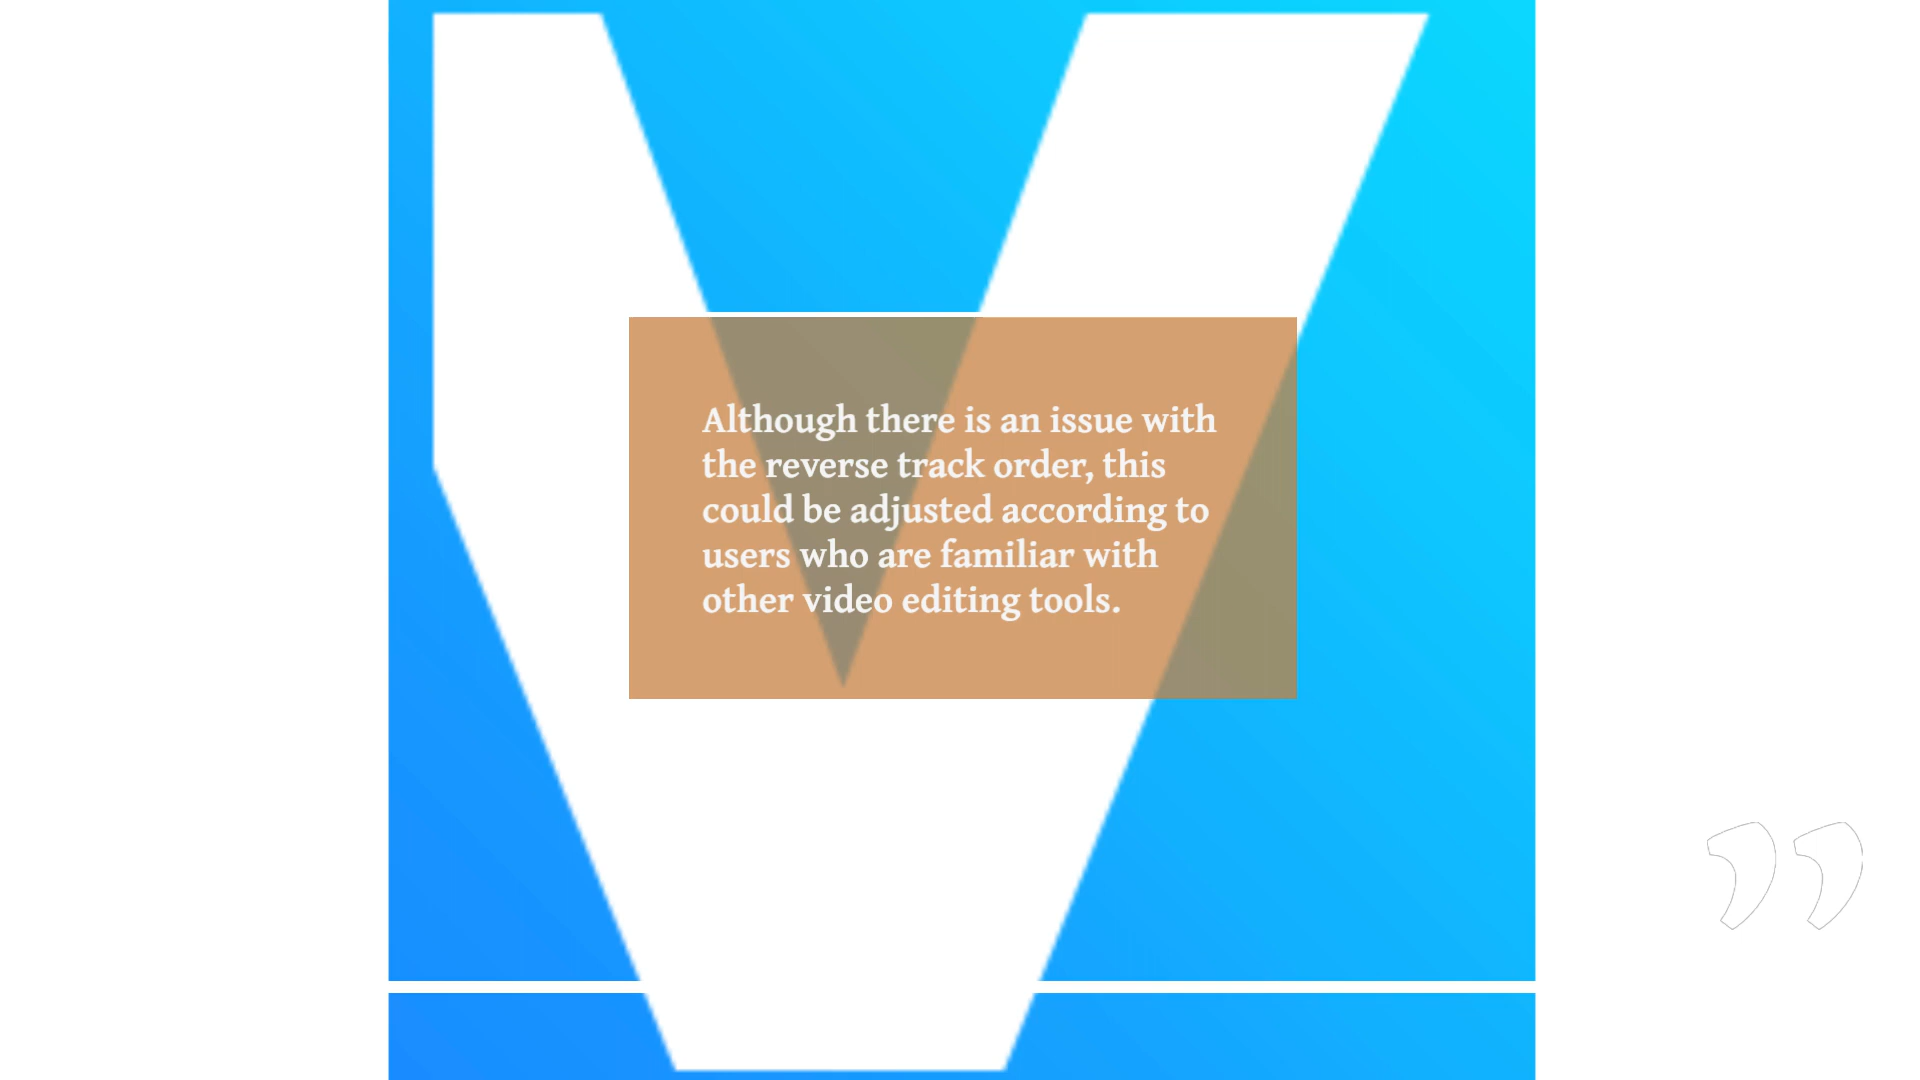 Although there is an issue with
the reverse track order, this
could be adjusted according to
users who are familiar with
other video editing tools.
”